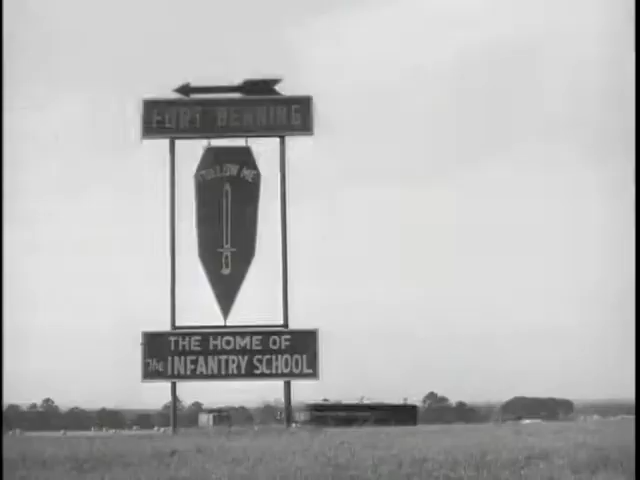 FORT BENNING
FOLLOW ME
THE HOME OF
The INFANTRY SCHOOL